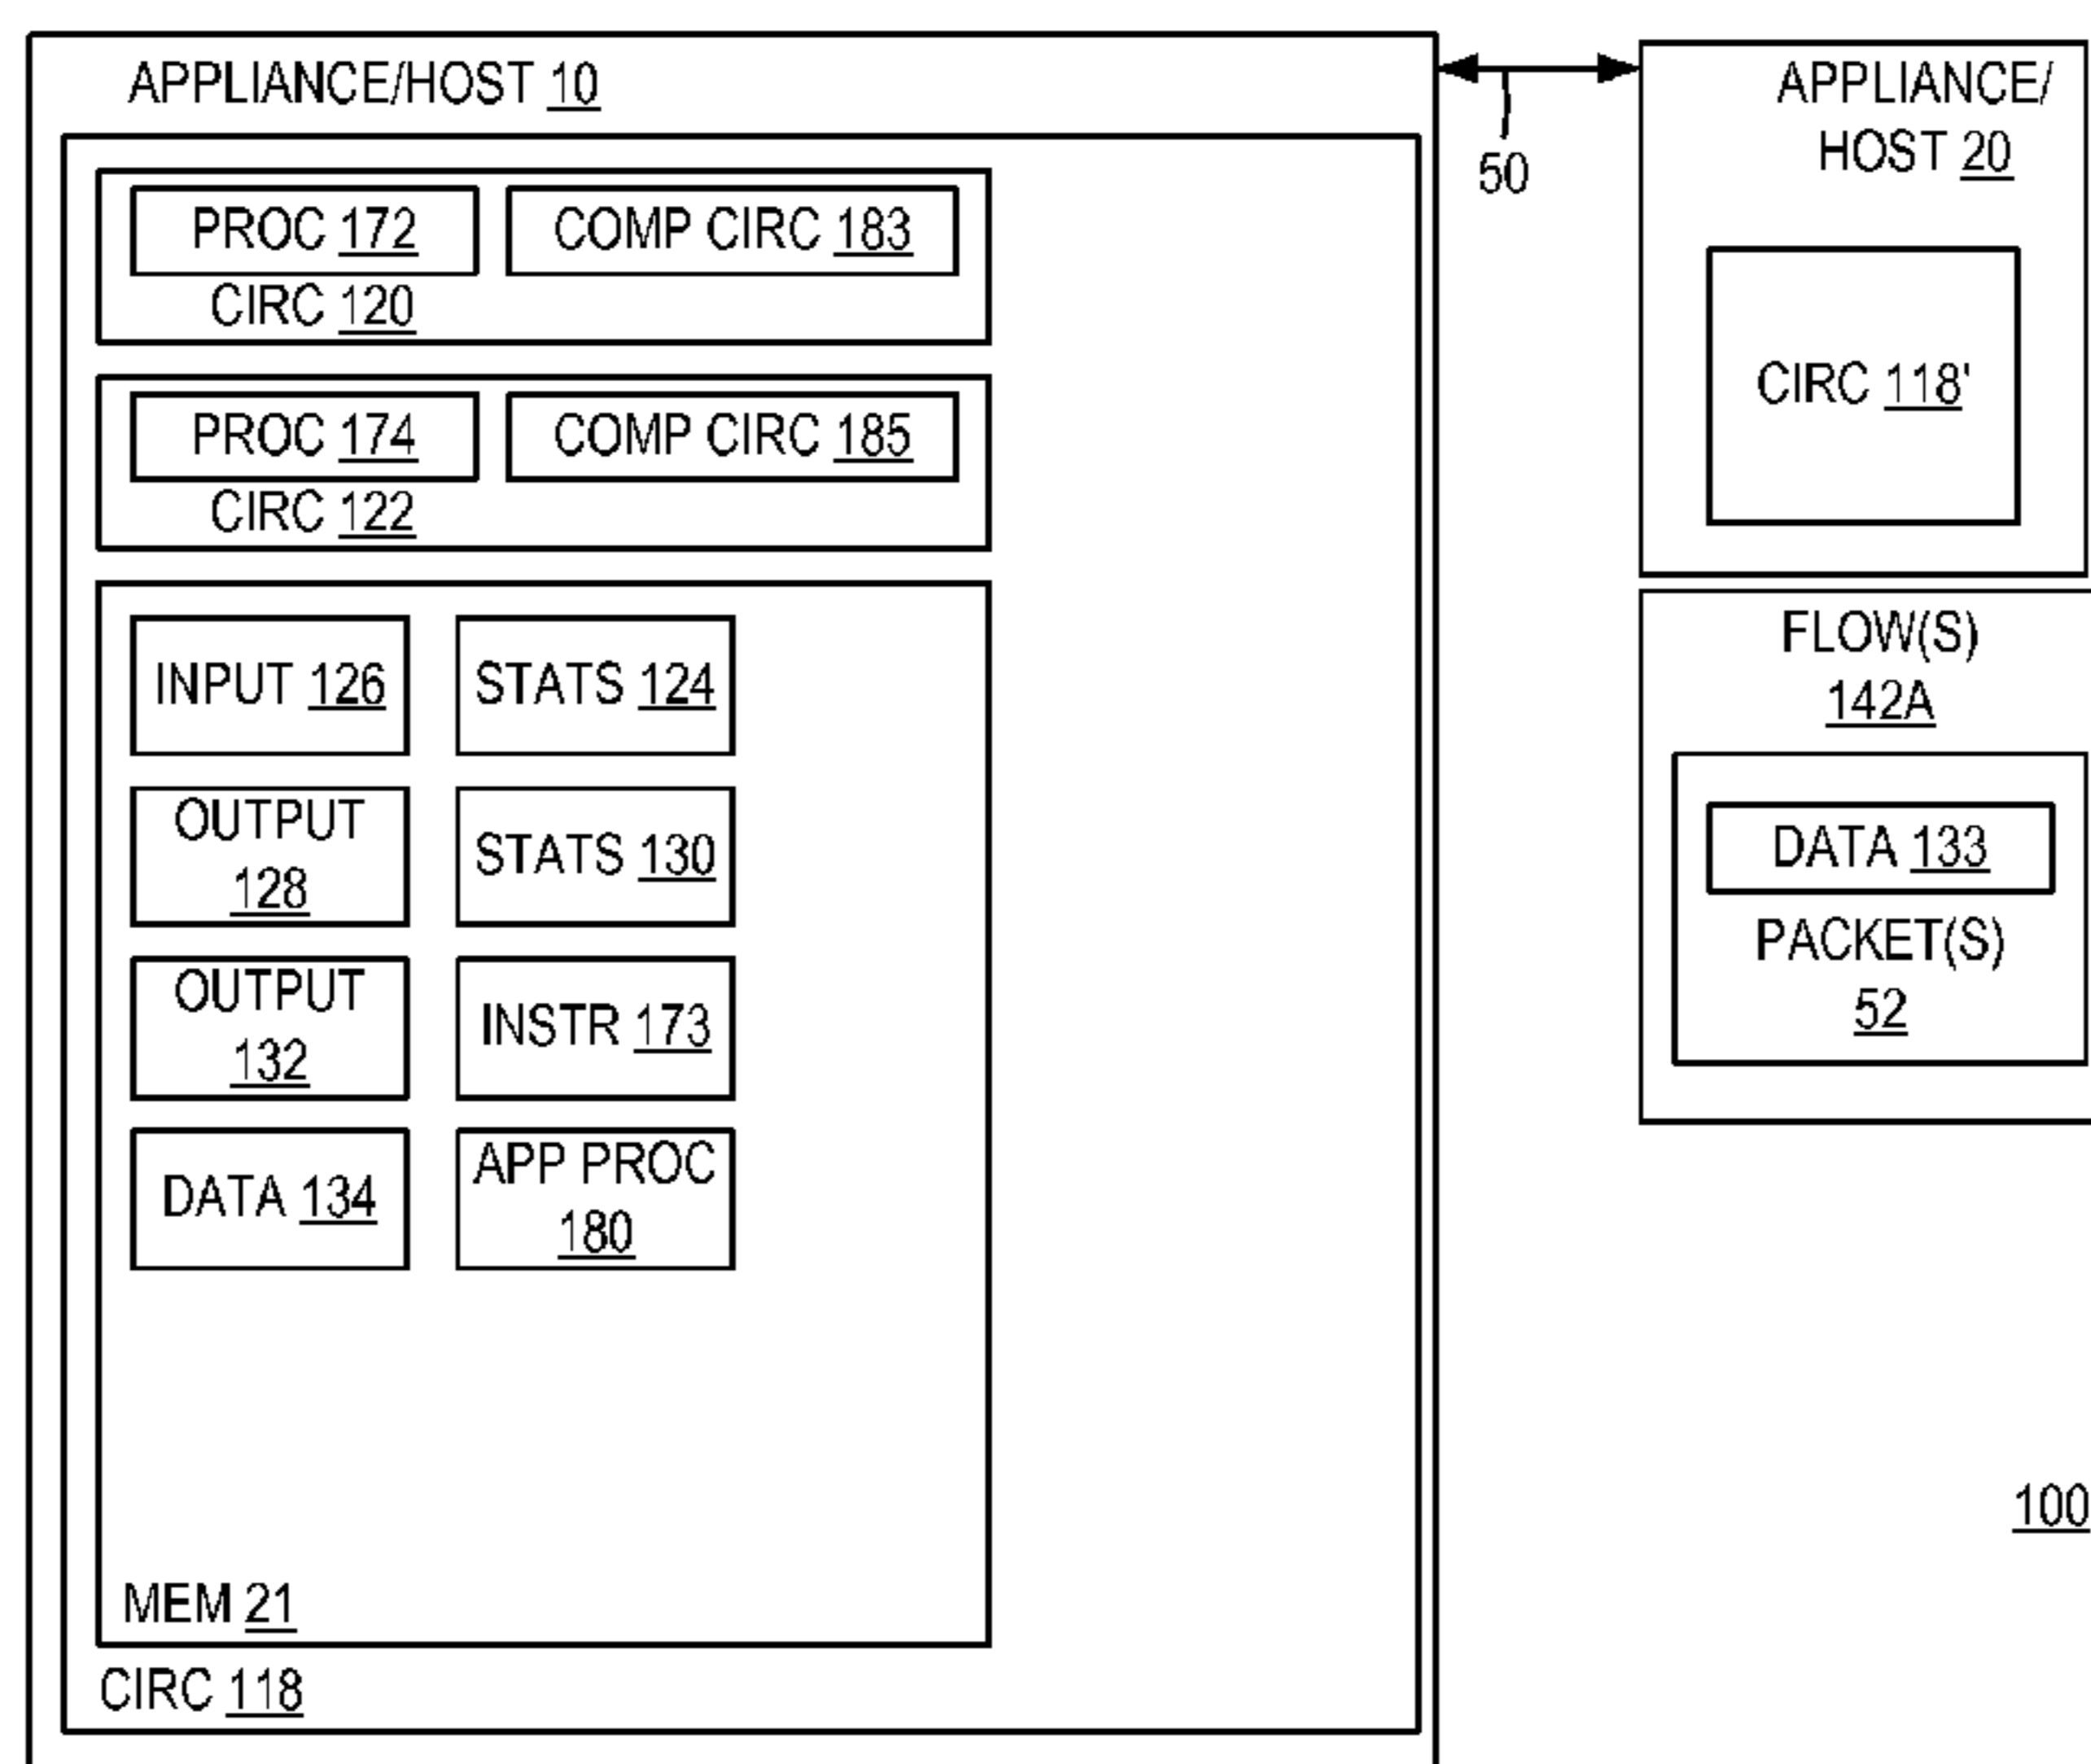 APPLIANCE/HOST 10
PROC 172
COMP CIRC 183
CIRC 120
PROC 174
COMP CIRC 185
CIRC 122
INPUT 126
STATS 124
OUTPUT
128
STATS 130
OUTPUT
132
INSTR 173
DATA 134
APP PROC
180
MEM 21
CIRC 118
50
APPLIANCE/
HOST 20
CIRC 118'
FLOW(S)
142A
DATA 133
PACKET(S)
52
100